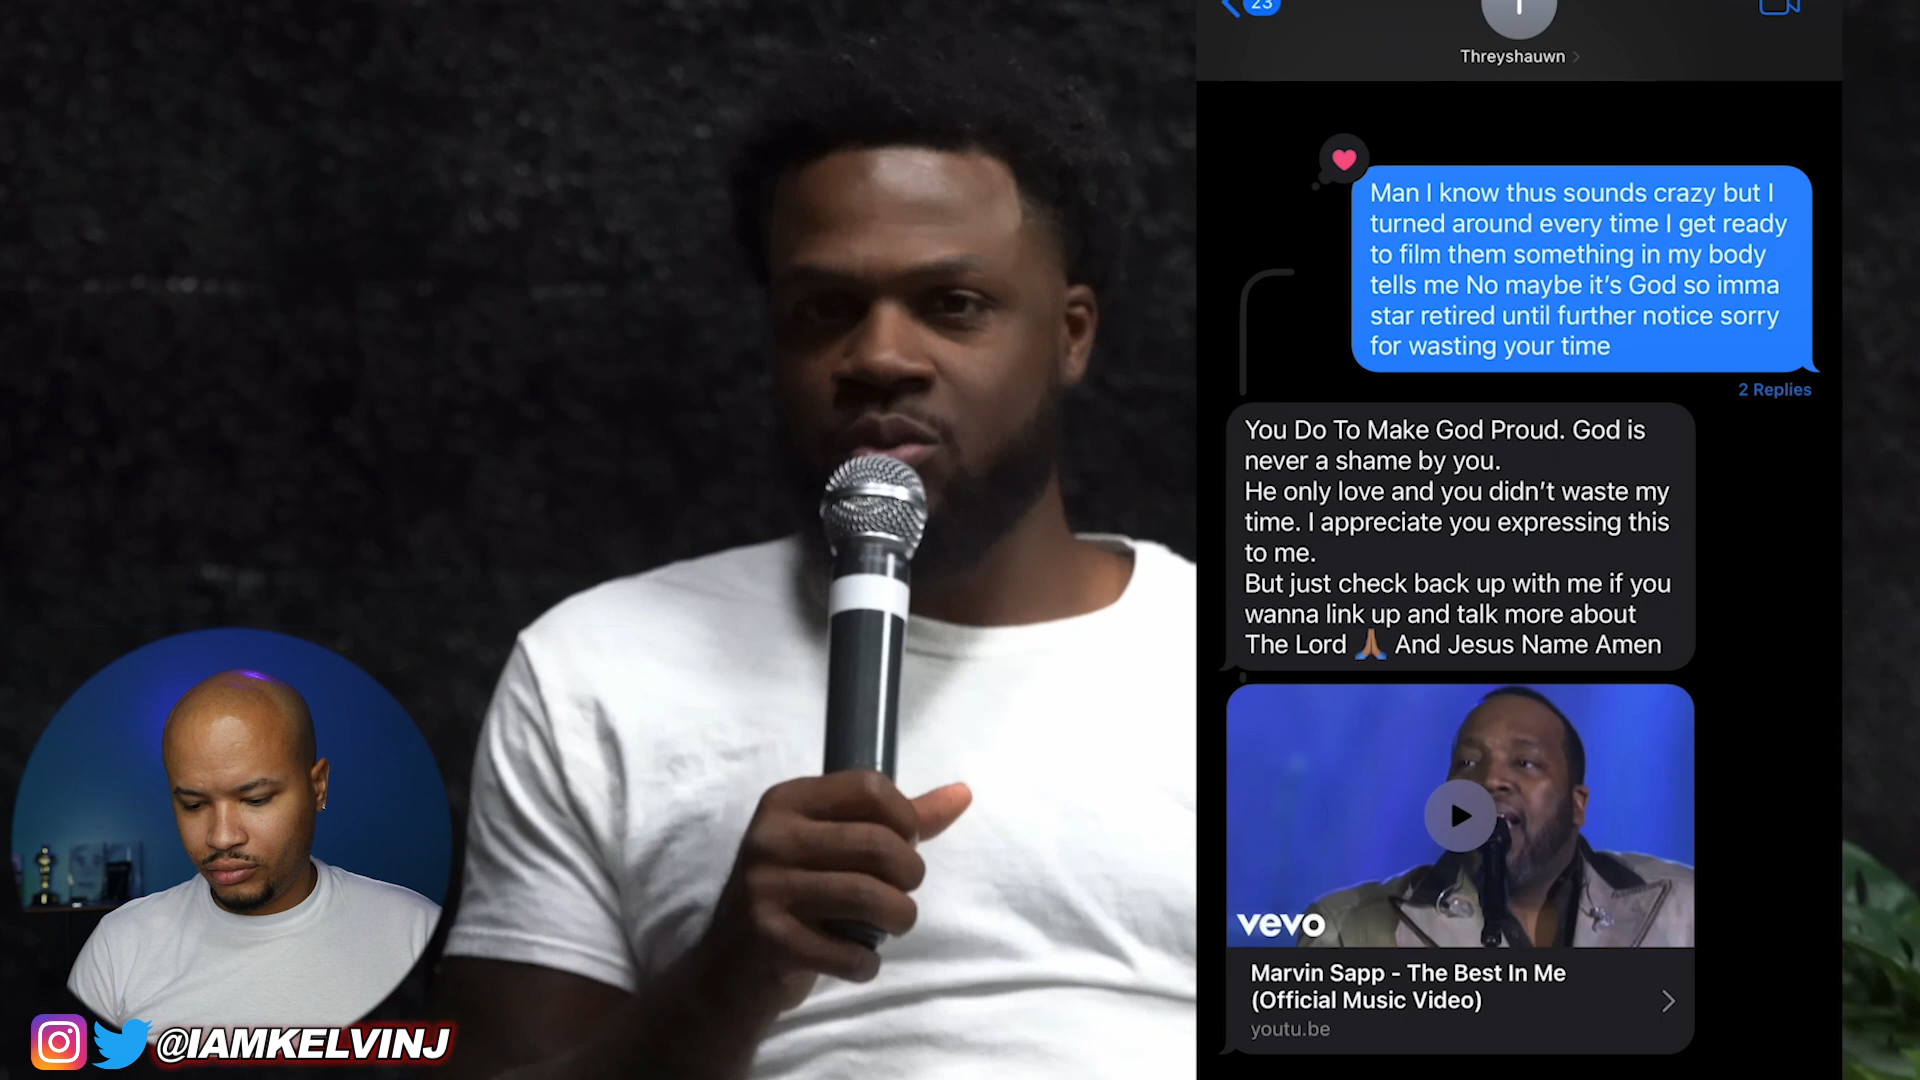 23
Threyshauwn
Man I know thus sounds crazy but I
turned around every time I get ready
to film them something in my body
tells me No maybe it's God so imma
star retired until further notice sorry
for wasting your time
2 Replies
You Do To Make God Proud. God is
never a shame by you.
He only love and you didn't waste my
time. I appreciate you expressing this
to me.
But just check back up with me if you
wanna link up and talk more about
The Lord 🙏🏾 And Jesus Name Amen
vevo
Marvin Sapp - The Best In Me
(Official Music Video)
youtu.be
@IAMKELVINJ